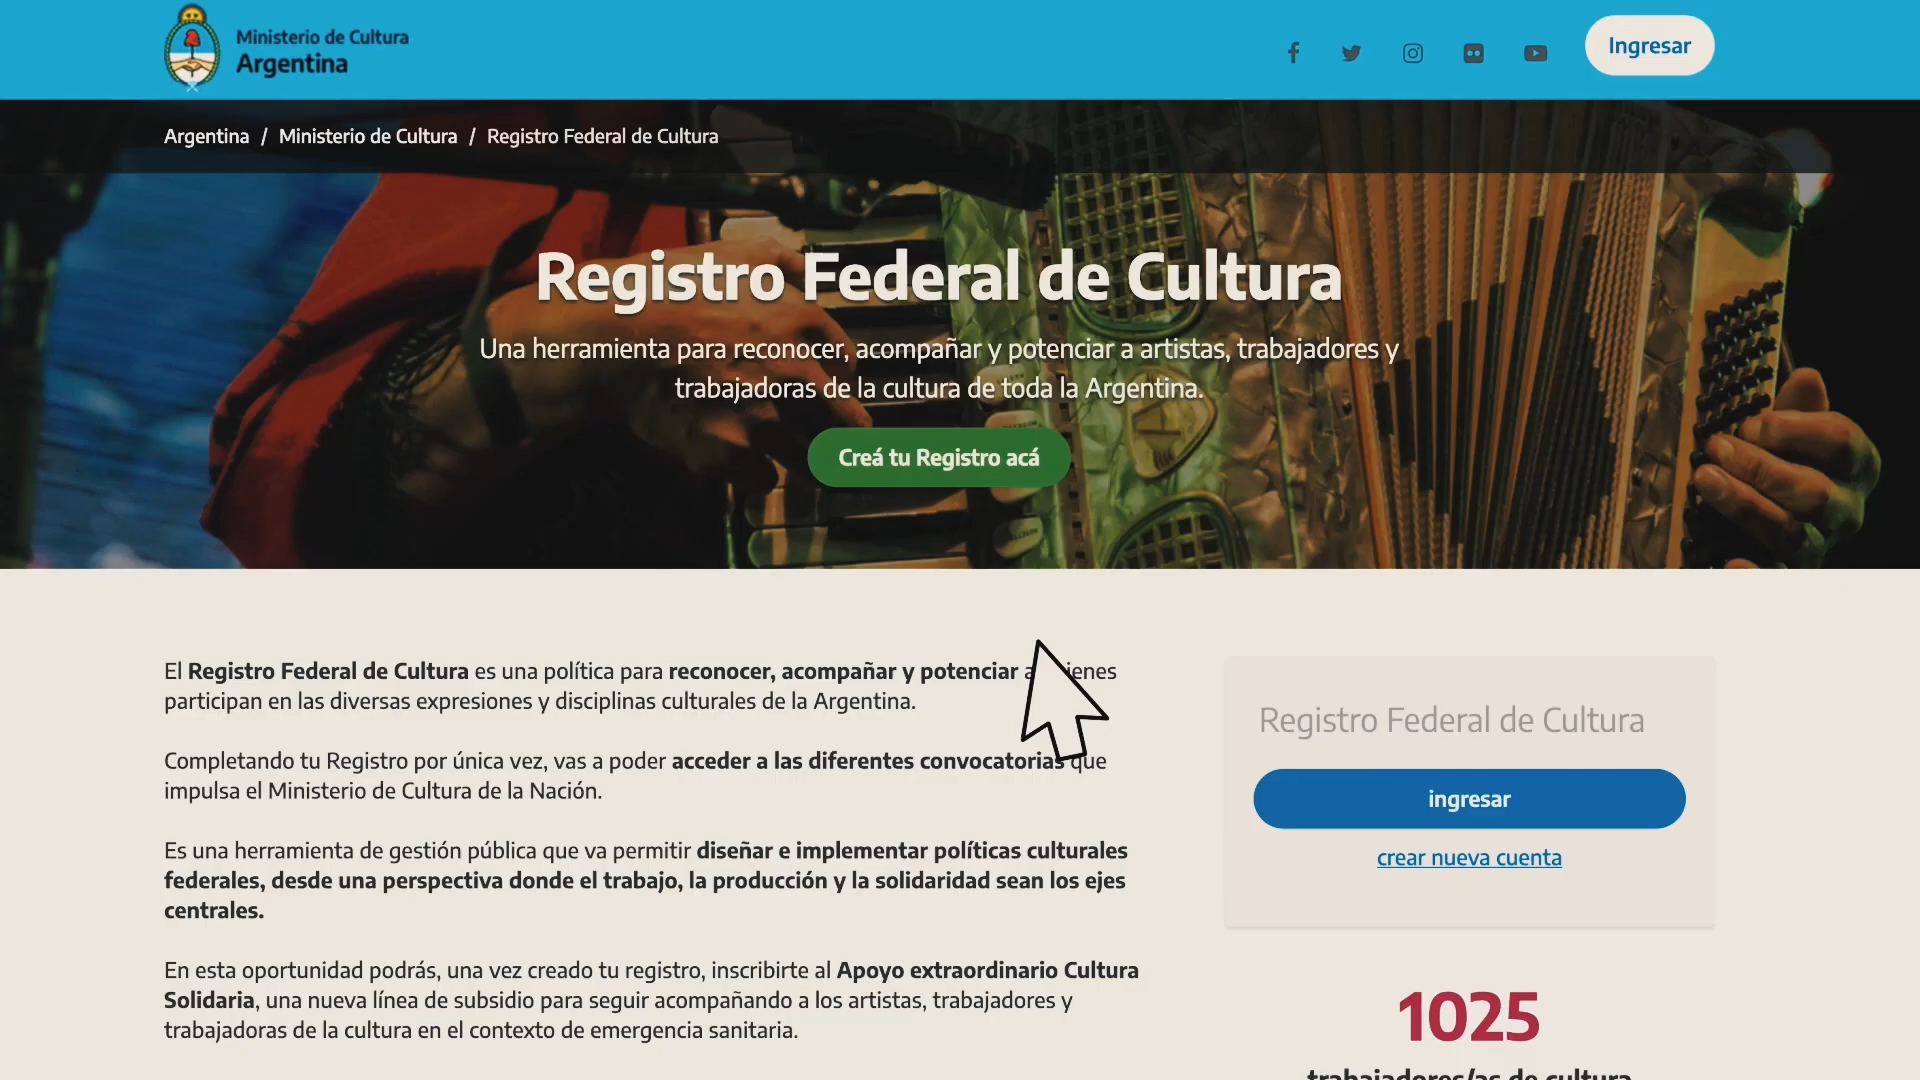 Ministerio de Cultura
Argentina
Ingresar
Argentina / Ministerio de Cultura / Registro Federal de Cultura
Registro Federal de Cultura
Una herramienta para reconocer, acompañar y potenciar a artistas, trabajadores y
trabajadoras de la cultura de toda la Argentina.
Creá tu Registro acá
El Registro Federal de Cultura es una política para reconocer, acompañar y potenciar a
participan en las diversas expresiones y disciplinas culturales de la Argentina.
Completando tu Registro por única vez, vas a poder acceder a las diferentes convocatorias que
impulsa el Ministerio de Cultura de la Nación.
Es una herramienta de gestión pública que va permitir diseñar e implementar políticas culturales
federales, desde una perspectiva donde el trabajo, la producción y la solidaridad sean los ejes
centrales.
En esta oportunidad podrás, una vez creado tu registro, inscribirte al Apoyo extraordinario Cultura
Solidaria, una nueva línea de subsidio para seguir acompañando a los artistas, trabajadores y
trabajadoras de la cultura en el contexto de emergencia sanitaria.
Registro Federal de Cultura
ingresar
crear nueva cuenta
1025
trabajadores/as de cultura